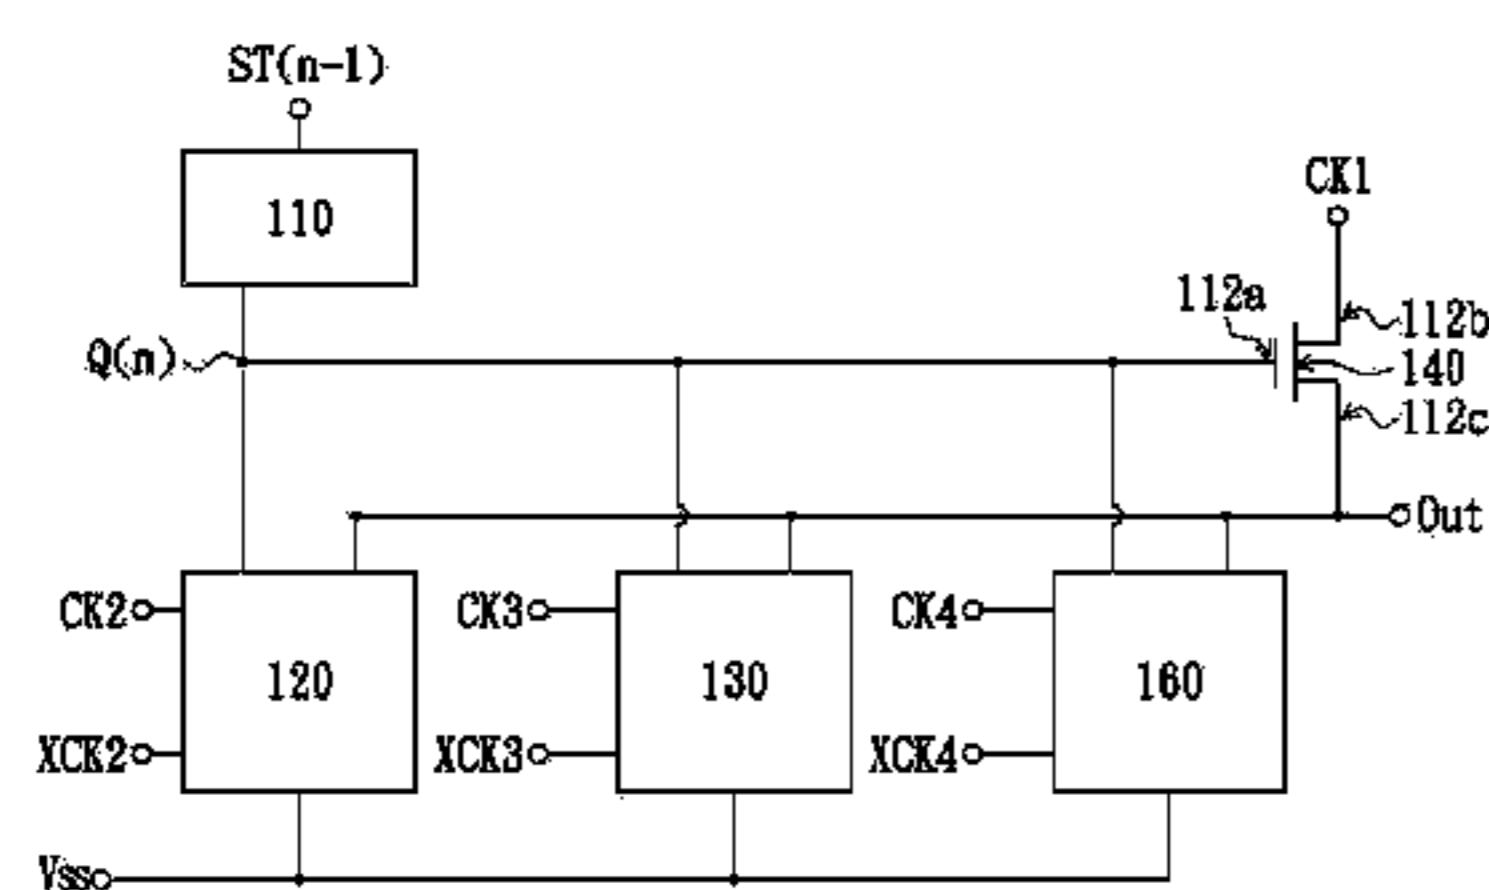 ST(n-1)
110
CK1
112a
112b
Q(n)
140
112c
Out
CK2
CK3
CK4
120
130
160
XCK2
XCK3
XCK4
Vss